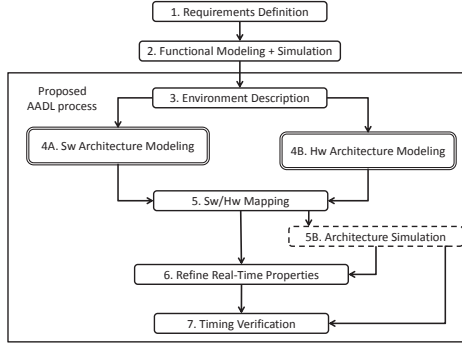 1. Requirements Definition
2. Functional Modeling + Simulation
Proposed
AADL process
3. Environment Description
4A. Sw Architecture Modeling
4B. Hw Architecture Modeling
5. Sw/Hw Mapping
5B. Architecture Simulation
6. Refine Real-Time Properties
7. Timing Verification